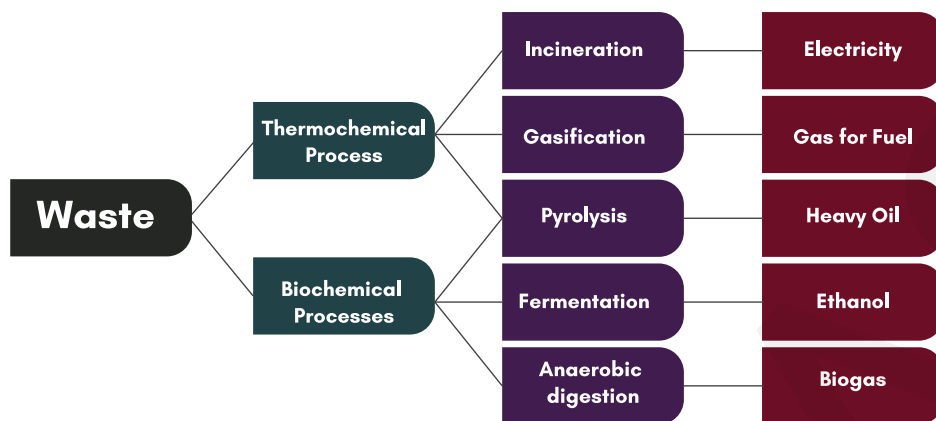 Incineration
Electricity
Thermochemical
Process
Gasification
Gas for Fuel
Waste
Pyrolysis
Heavy Oil
Biochemical
Processes
Fermentation
Ethanol
Anaerobic
digestion
Biogas